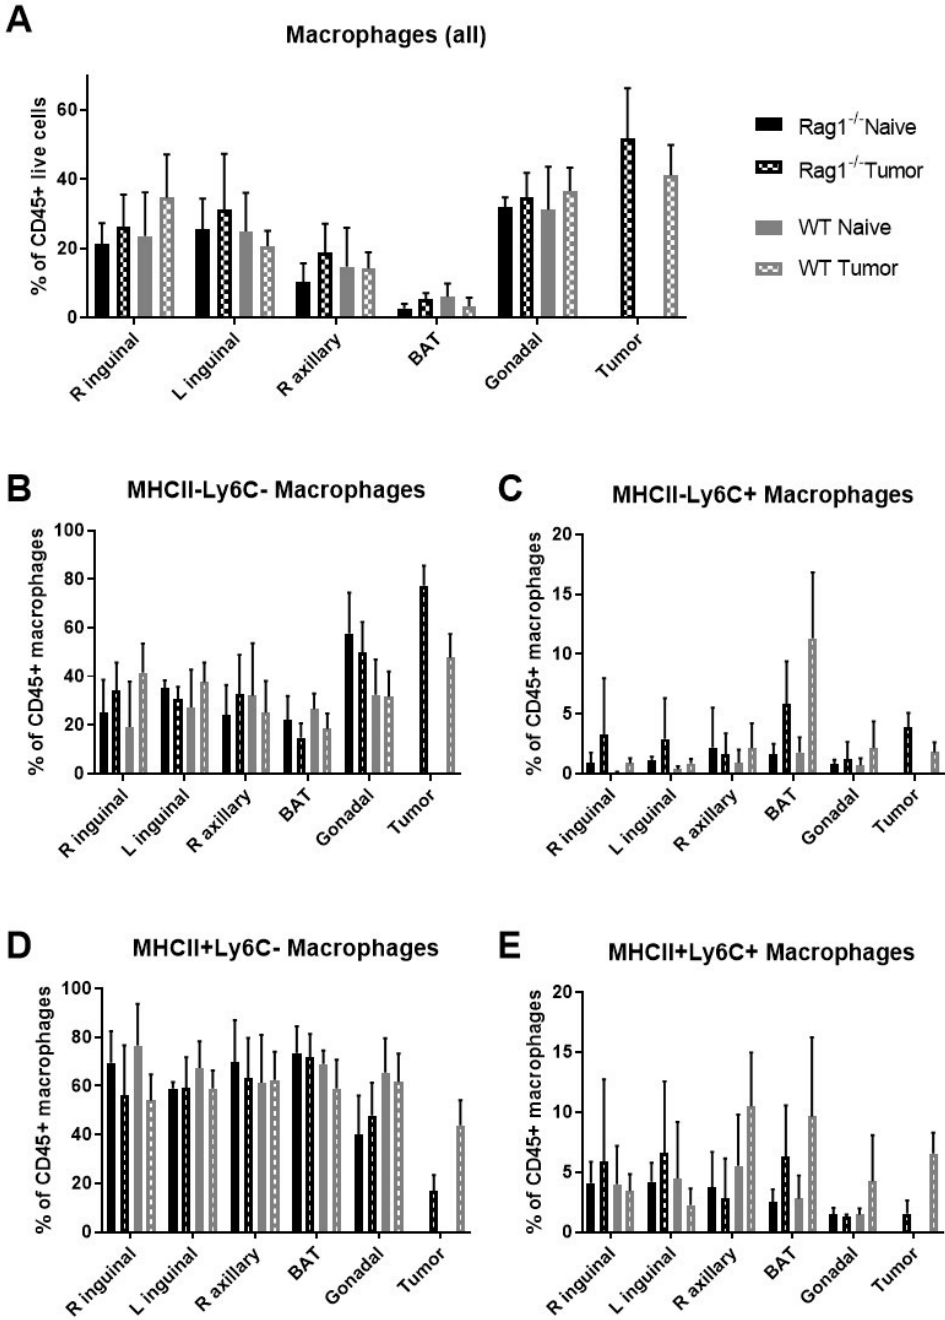 A
Macrophages (all)
% of CD45+ live cells
60
40
20
0
R inguinal
L inguinal
R axillary
BAT
Gonadal
Tumor
Rag1-/-Naive
Rag1-/-Tumor
WT Naive
WT Tumor
B
MHCII-Ly6C- Macrophages
% of CD45+ macrophages
100
80
60
40
20
0
R inguinal
L inguinal
R axillary
BAT
Gonadal
Tumor
C
MHCII-Ly6C+ Macrophages
% of CD45+ macrophages
20
15
10
5
0
R inguinal
L inguinal
R axillary
BAT
Gonadal
Tumor
D
MHCII+Ly6C- Macrophages
% of CD45+ macrophages
100
80
60
40
20
0
R inguinal
L inguinal
R axillary
BAT
Gonadal
Tumor
E
MHCII+Ly6C+ Macrophages
% of CD45+ macrophages
20
15
10
5
0
R inguinal
L inguinal
R axillary
BAT
Gonadal
Tumor